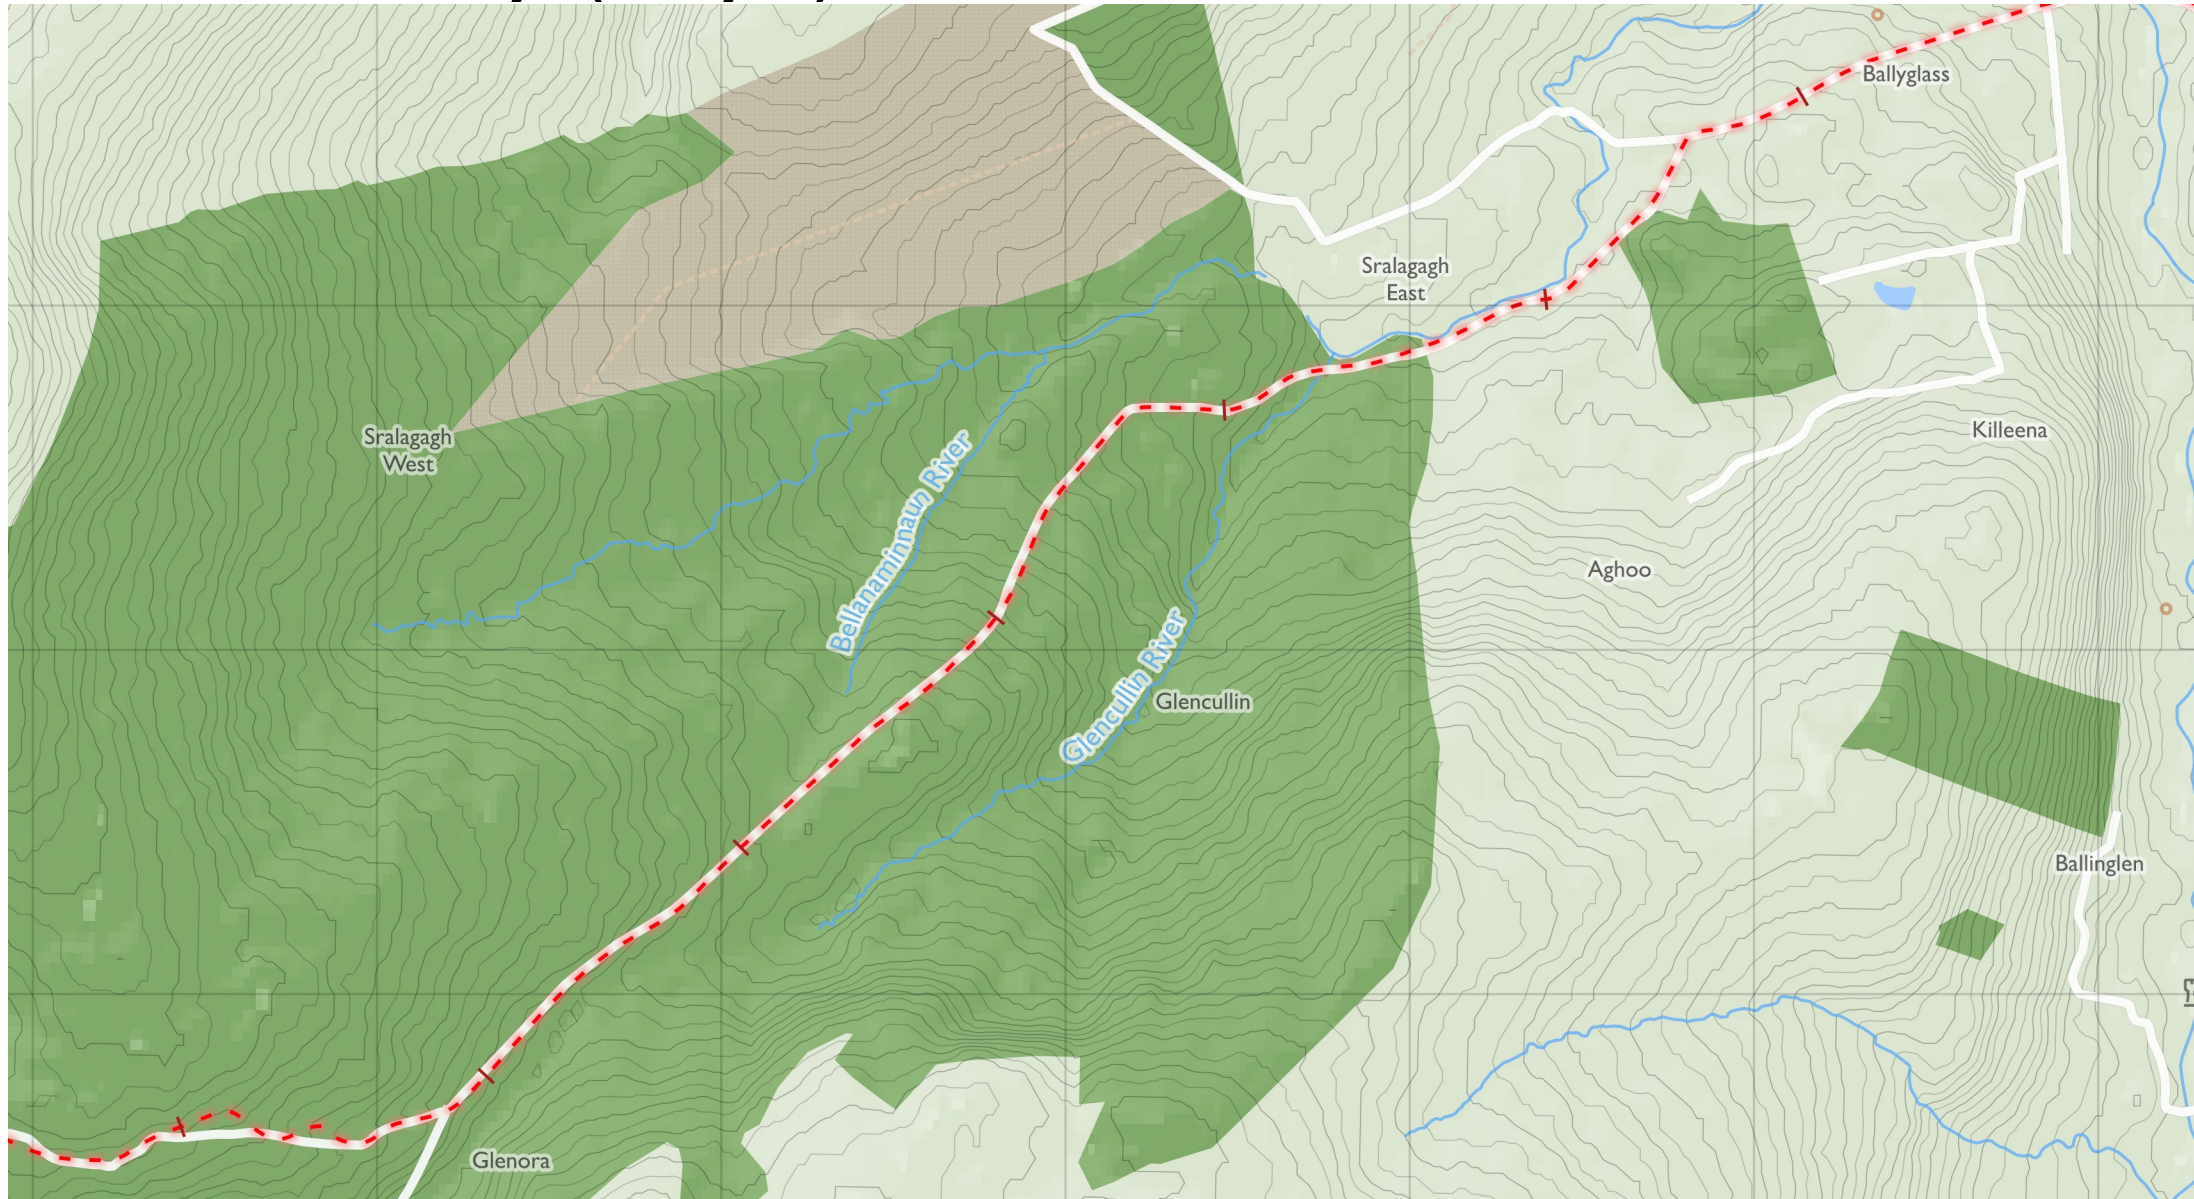 Ballyglass
Sralagagh
East
Sralagagh
West
Killeena
Bellanaminnaun River
Aghoo
Glencullin River
Glencullin
Ballinglen
Glenora